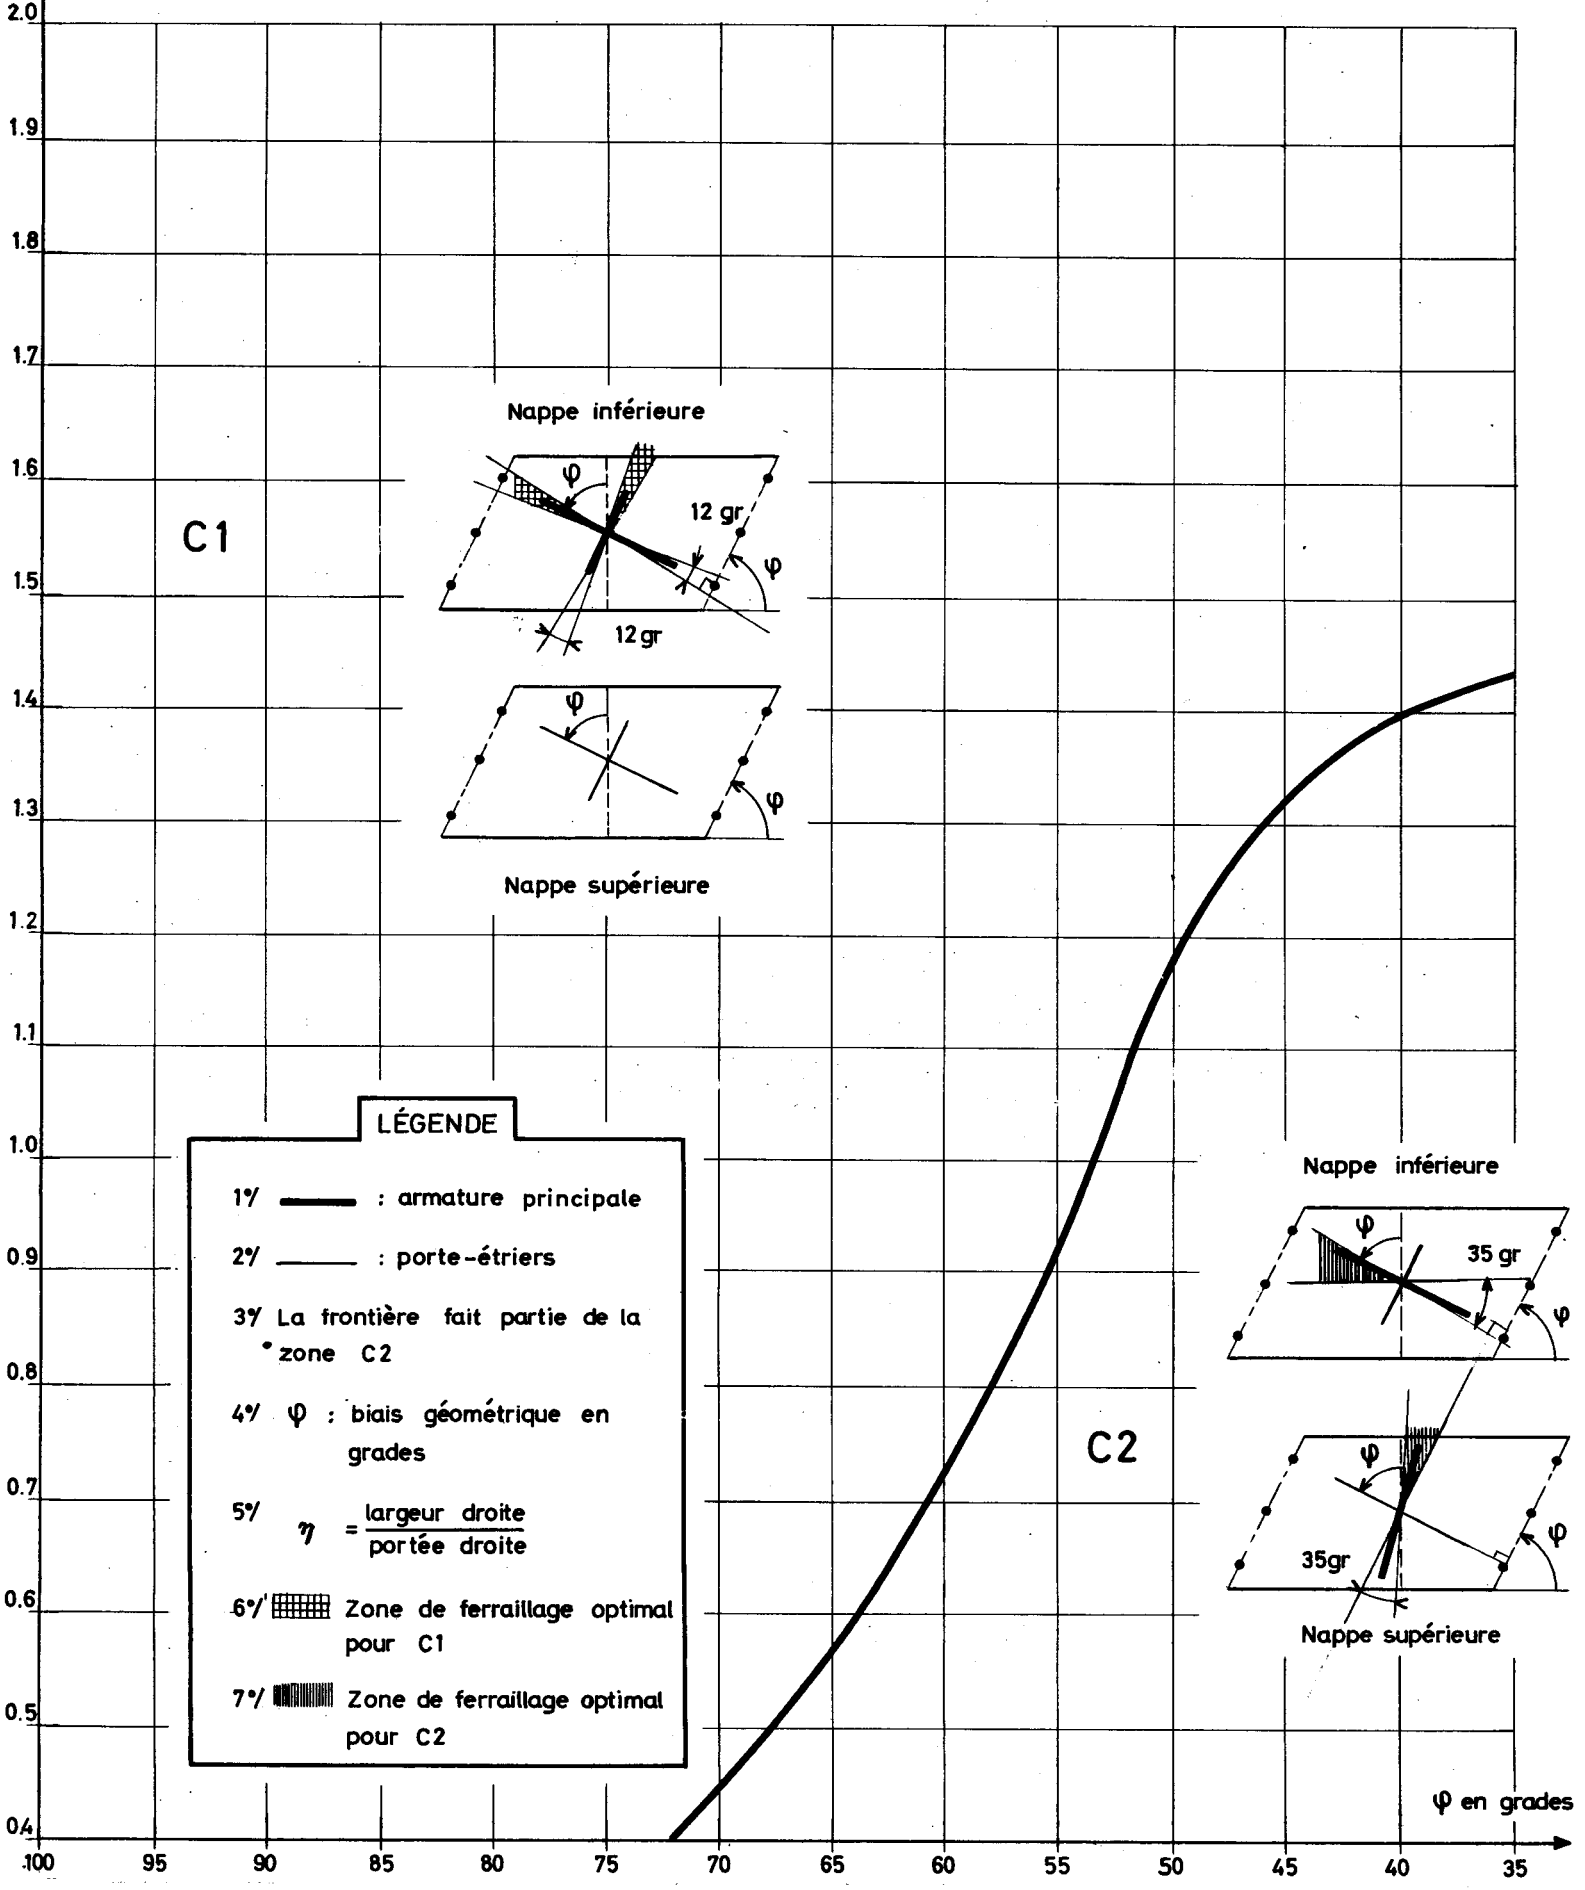 2.0
1.9
1.8
1.7
1.6
1.5
1.4
1.3
1.2
1.1
1.0
0.9
0.8
0.7
0.6
0.5
0.4
C1
Nappe inférieure
φ
12 gr
φ
12 gr
φ
φ
Nappe supérieure
LÉGENDE
1°/ : armature principale
2°/ : porte-étriers
3°/ La frontière fait partie de la
zone C2
4°/ φ : biais géométrique en
grades
5°/ η = largeur droite
portée droite
6°/ Zone de ferraillage optimal
pour C1
7°/ Zone de ferraillage optimal
pour C2
C2
Nappe inférieure
φ
35 gr
φ
φ
φ
35gr
Nappe supérieure
φ en grades
100 95 90 85 80 75 70 65 60 55 50 45 40 35